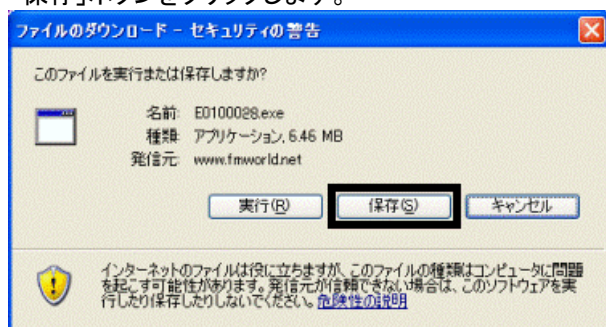 保存」ボタンをクリックします。
ファイルのダウンロード - セキュリティの警告
このファイルを実行または保存しますか?
名前: E0100028.exe
種類: アプリケーション, 6.46 MB
発信元: www.fmworld.net
実行(R) 保存(S) キャンセル
インターネットのファイルは役に立ちますが、このファイルの種類はコンピュータに問題
を起こす可能性があります。発信元が信頼できない場合は、このソフトウェアを実
行したり保存したりしないでください。危険性の説明